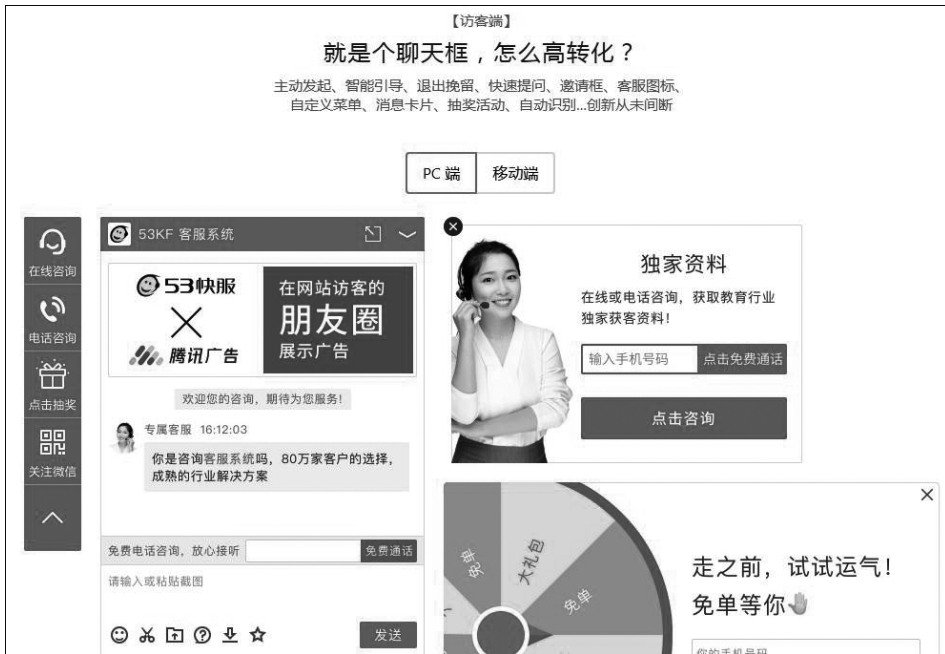 【访客端】
就是个聊天框，怎么高转化？
主动发起、智能引导、退出挽留、快速提问、邀请框、客服图标、
自定义菜单、消息卡片、抽奖活动、自动识别...创新从未间断
PC 端
移动端
在线咨询
电话咨询
点击抽奖
关注微信
53KF 客服系统
53快服
腾讯广告
在网站访客的
朋友圈
展示广告
欢迎您的咨询，期待为您服务！
专属客服 16:12:03
你是咨询客服系统吗，80万家客户的选择，
成熟的行业解决方案
免费电话咨询，放心接听
免费通话
请输入或粘贴截图
发送
独家资料
在线或电话咨询，获取教育行业
独家获客资料！
输入手机号码
点击免费通话
点击咨询
免单
大礼包
免单
走之前，试试运气！
免单等你
你的手机号码